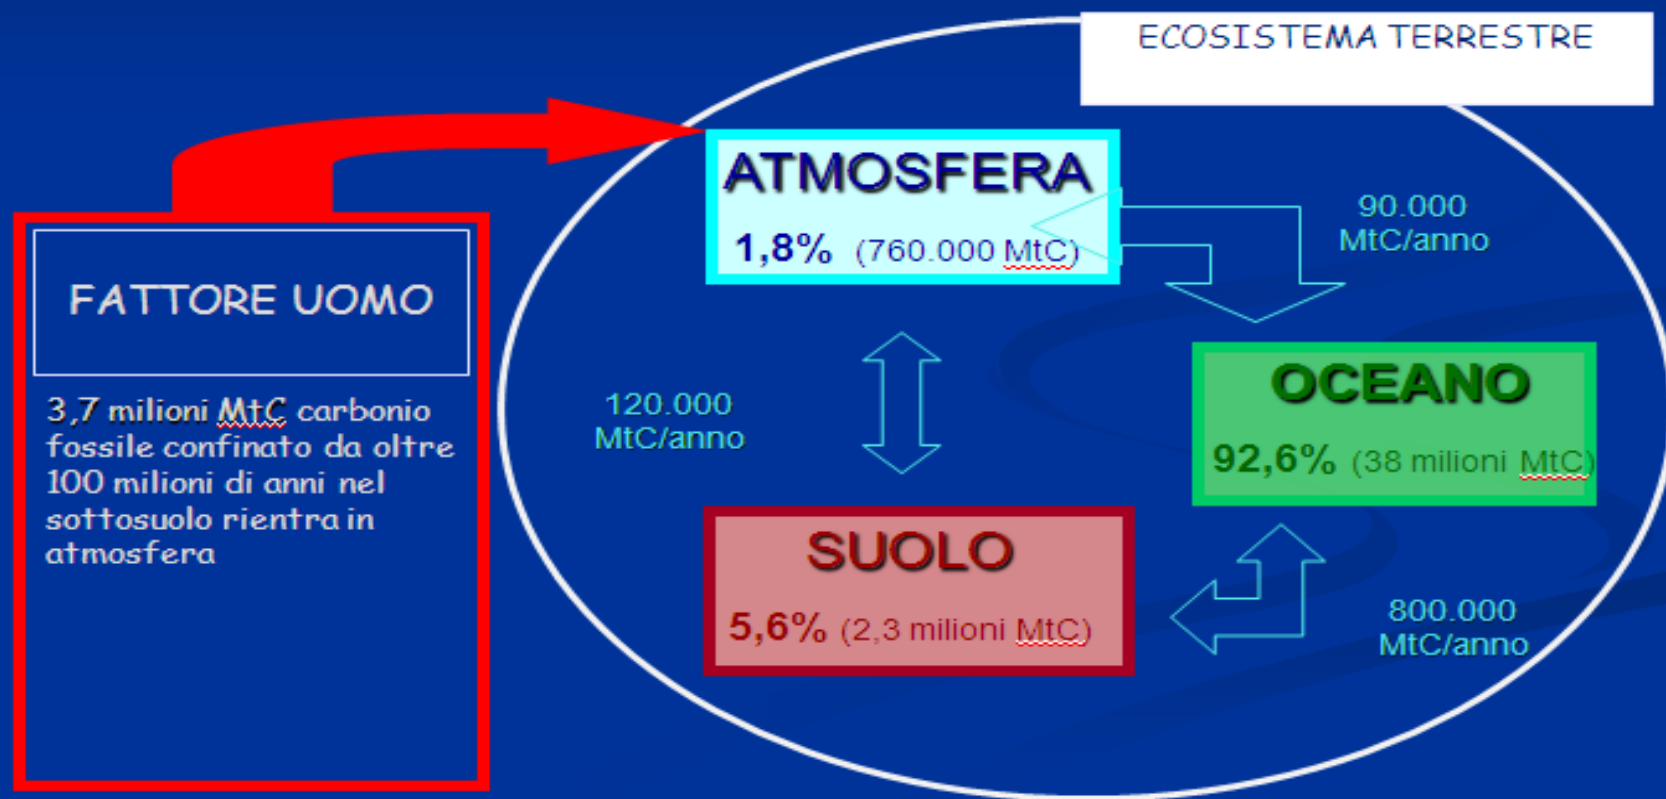 ECOSISTEMA TERRESTRE
ATMOSFERA
1,8% (760.000 MtC)
90.000
MtC/anno
FATTORE UOMO
3,7 milioni MtC carbonio
fossile confinato da oltre
100 milioni di anni nel
sottosuolo rientra in
atmosfera
120.000
MtC/anno
OCEANO
92,6% (38 milioni MtC)
SUOLO
5,6% (2,3 milioni MtC)
800.000
MtC/anno